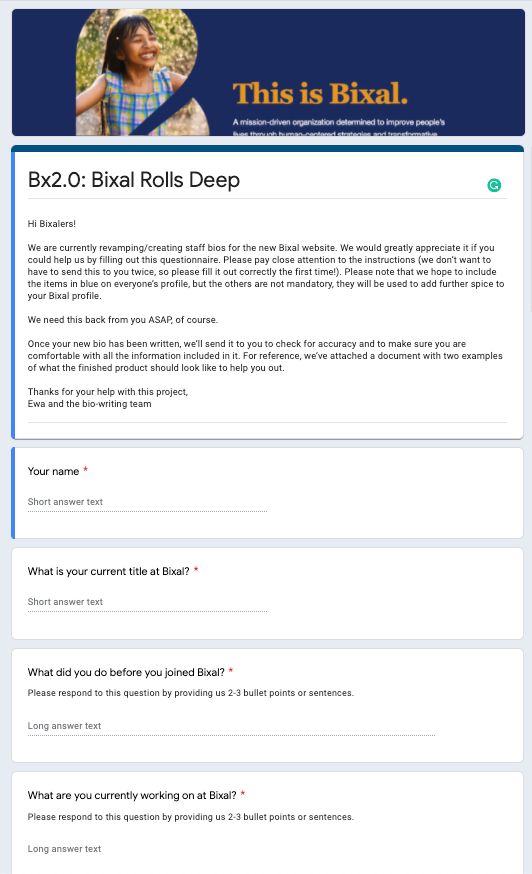 This is Bixal.
A mission-driven organization determined to improve people's
lives through human-centered strategies and transformative
Bx2.0: Bixal Rolls Deep
Hi Bixalers!
We are currently revamping/creating staff bios for the new Bixal website. We would greatly appreciate it if you
could help us by filling out this questionnaire. Please pay close attention to the instructions (we don't want to
have to send this to you twice, so please fill it out correctly the first time!). Please note that we hope to include
the items in blue on everyone's profile, but the others are not mandatory, they will be used to add further spice to
your Bixal profile.
We need this back from you ASAP, of course.
Once your new bio has been written, we'll send it to you to check for accuracy and to make sure you are
comfortable with all the information included in it. For reference, we've attached a document with two examples
of what the finished product should look like to help you out.
Thanks for your help with this project,
Ewa and the bio-writing team
Your name *
Short answer text
What is your current title at Bixal? *
Short answer text
What did you do before you joined Bixal? *
Please respond to this question by providing us 2-3 bullet points or sentences.
Long answer text
What are you currently working on at Bixal? *
Please respond to this question by providing us 2-3 bullet points or sentences.
Long answer text